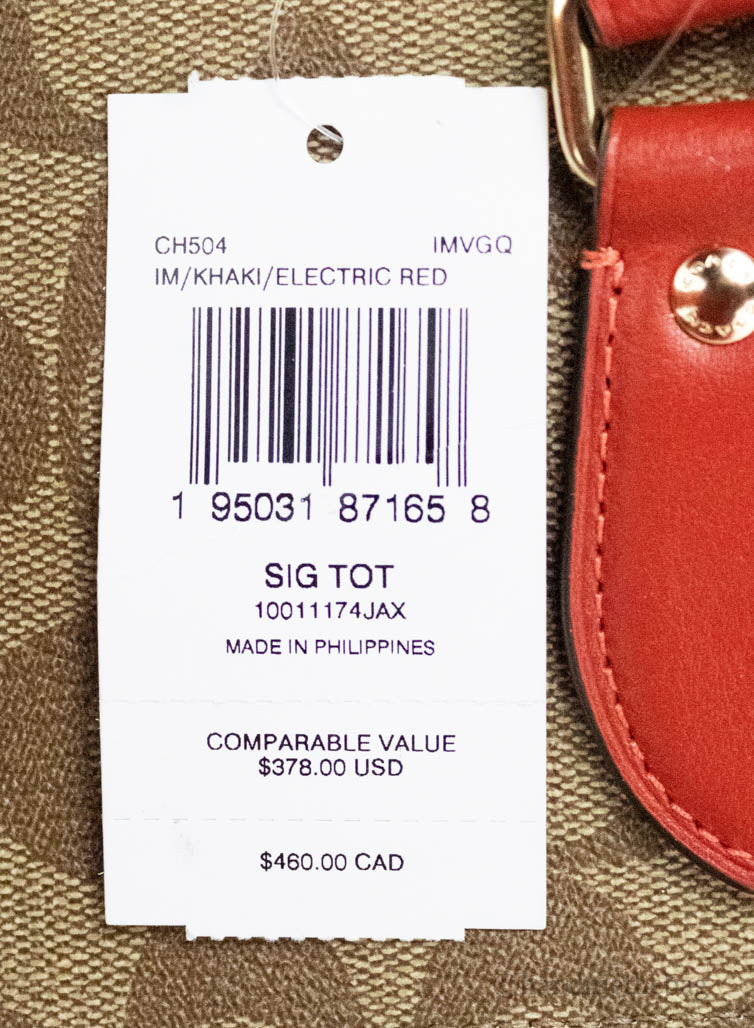 CH504 IMVGQ
IM/KHAKI/ELECTRIC RED
1 95031 87165 8
SIG TOT
10011174JAX
MADE IN PHILIPPINES
COMPARABLE VALUE
$378.00 USD
$460.00 CAD